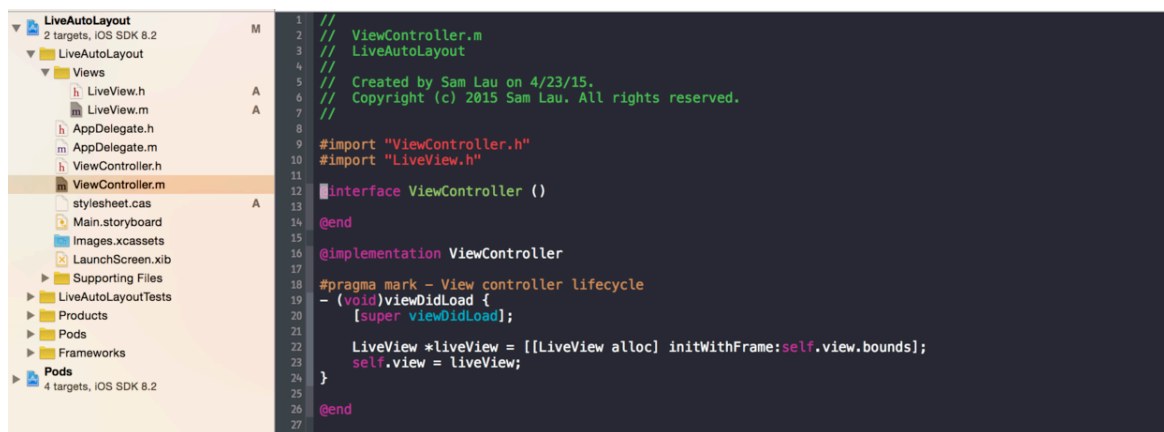 LiveAutoLayout
2 targets, iOS SDK 8.2
M
LiveAutoLayout
Views
h LiveView.h A
m LiveView.m A
h AppDelegate.h
m AppDelegate.m
h ViewController.h
m ViewController.m
stylesheet.cas A
Main.storyboard
Images.xcassets
LaunchScreen.xib
Supporting Files
LiveAutoLayoutTests
Products
Pods
Frameworks
Pods
4 targets, iOS SDK 8.2
1 //
2 //  ViewController.m
3 //  LiveAutoLayout
4 //
5 //  Created by Sam Lau on 4/23/15.
6 //  Copyright (c) 2015 Sam Lau. All rights reserved.
7 //
8
9 #import "ViewController.h"
10 #import "LiveView.h"
11
12 @interface ViewController ()
13
14 @end
15
16 @implementation ViewController
17
18 #pragma mark - View controller lifecycle
19 - (void)viewDidLoad {
20     [super viewDidLoad];
21
22     LiveView *liveView = [[LiveView alloc] initWithFrame:self.view.bounds];
23     self.view = liveView;
24 }
25
26 @end
27